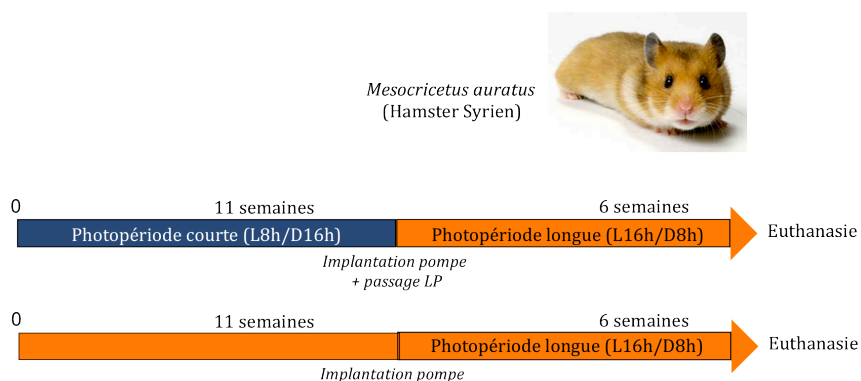 Mesocricetus auratus
(Hamster Syrien)
0 11 semaines 6 semaines
Photopériode courte (L8h/D16h) Photopériode longue (L16h/D8h) Euthanasie
Implantation pompe
+ passage LP
0 11 semaines 6 semaines
Photopériode longue (L16h/D8h) Euthanasie
Implantation pompe